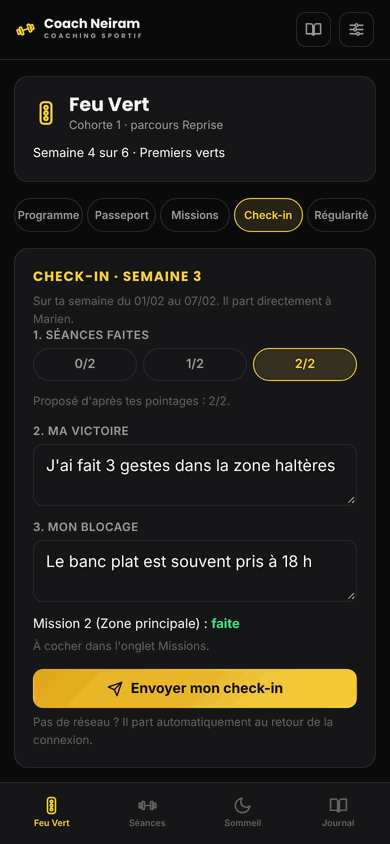 Coach Neiram
COACHING SPORTIF
Feu Vert
Cohorte 1 · parcours Reprise
Semaine 4 sur 6 · Premiers verts
Programme
Passeport
Missions
Check-in
Régularité
CHECK-IN · SEMAINE 3
Sur ta semaine du 01/02 au 07/02. Il part directement à
Marien.
1. SÉANCES FAITES
0/2
1/2
2/2
Proposé d'après tes pointages : 2/2.
2. MA VICTOIRE
J'ai fait 3 gestes dans la zone haltères
3. MON BLOCAGE
Le banc plat est souvent pris à 18 h
Mission 2 (Zone principale) : faite
À cocher dans l'onglet Missions.
Envoyer mon check-in
Pas de réseau ? Il part automatiquement au retour de la
connexion.
Feu Vert
Séances
Sommeil
Journal